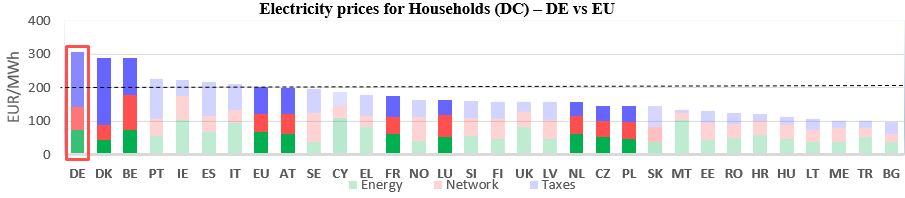 Electricity prices for Households (DC) – DE vs EU
400
300
200
100
0
EUR/MWh
DE DK BE PT IE ES IT EU AT SE CY EL FR NO LU SI FI UK LV NL CZ PL SK MT EE RO HR HU LT ME TR BG
Energy Network Taxes